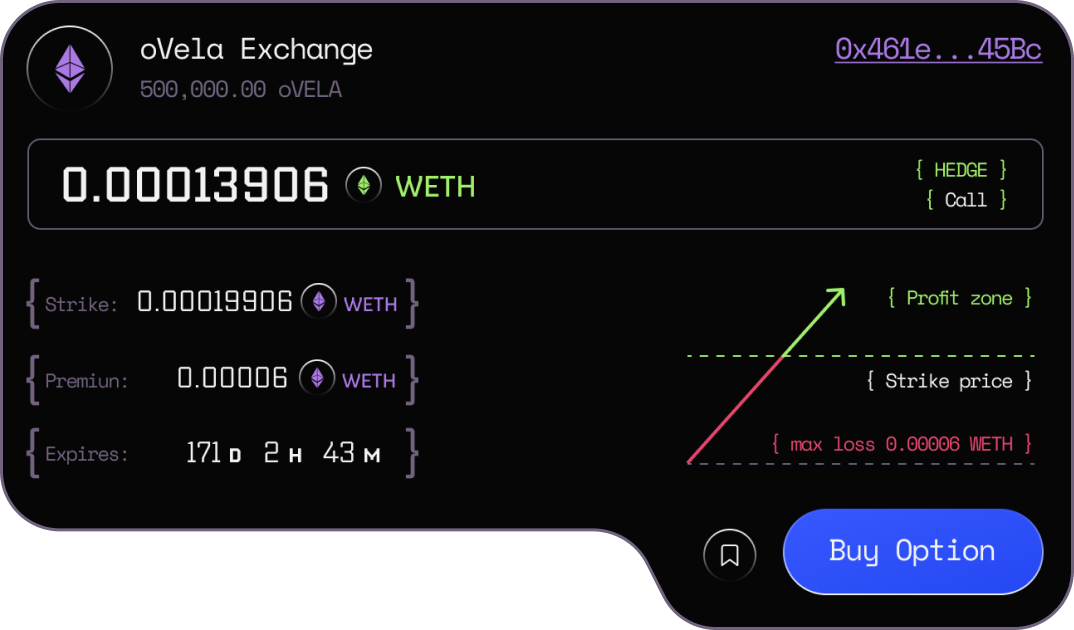 oVela Exchange
500,000.00 oVELA
0x461e...45Bc
0.00013906 WETH
{ HEDGE }
{ Call }
{ Strike: 0.00019906 WETH }
{ Premiun: 0.00006 WETH }
{ Expires: 171 D 2 H 43 M }
{ Profit zone }
{ Strike price }
{ max loss 0.00006 WETH }
Buy Option